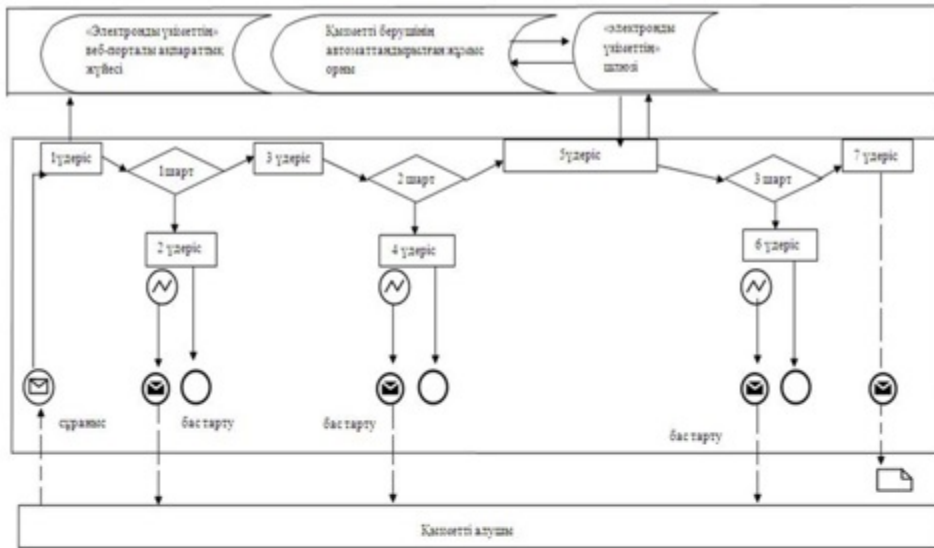 «Электронды үкіметтің»
веб-порталы ақпараттық
жүйесі
Қызметті берушінің
автоматтандырылған жұмыс
орны
«электронды
үкіметтің»
шлюзі
1үдеріс
1шарт
3 үдеріс
2 шарт
5үдеріс
3 шарт
7 үдеріс
2 үдеріс
4 үдеріс
6 үдеріс
сұраныс
бас тарту
бас тарту
бас тарту
Қызметті алушы